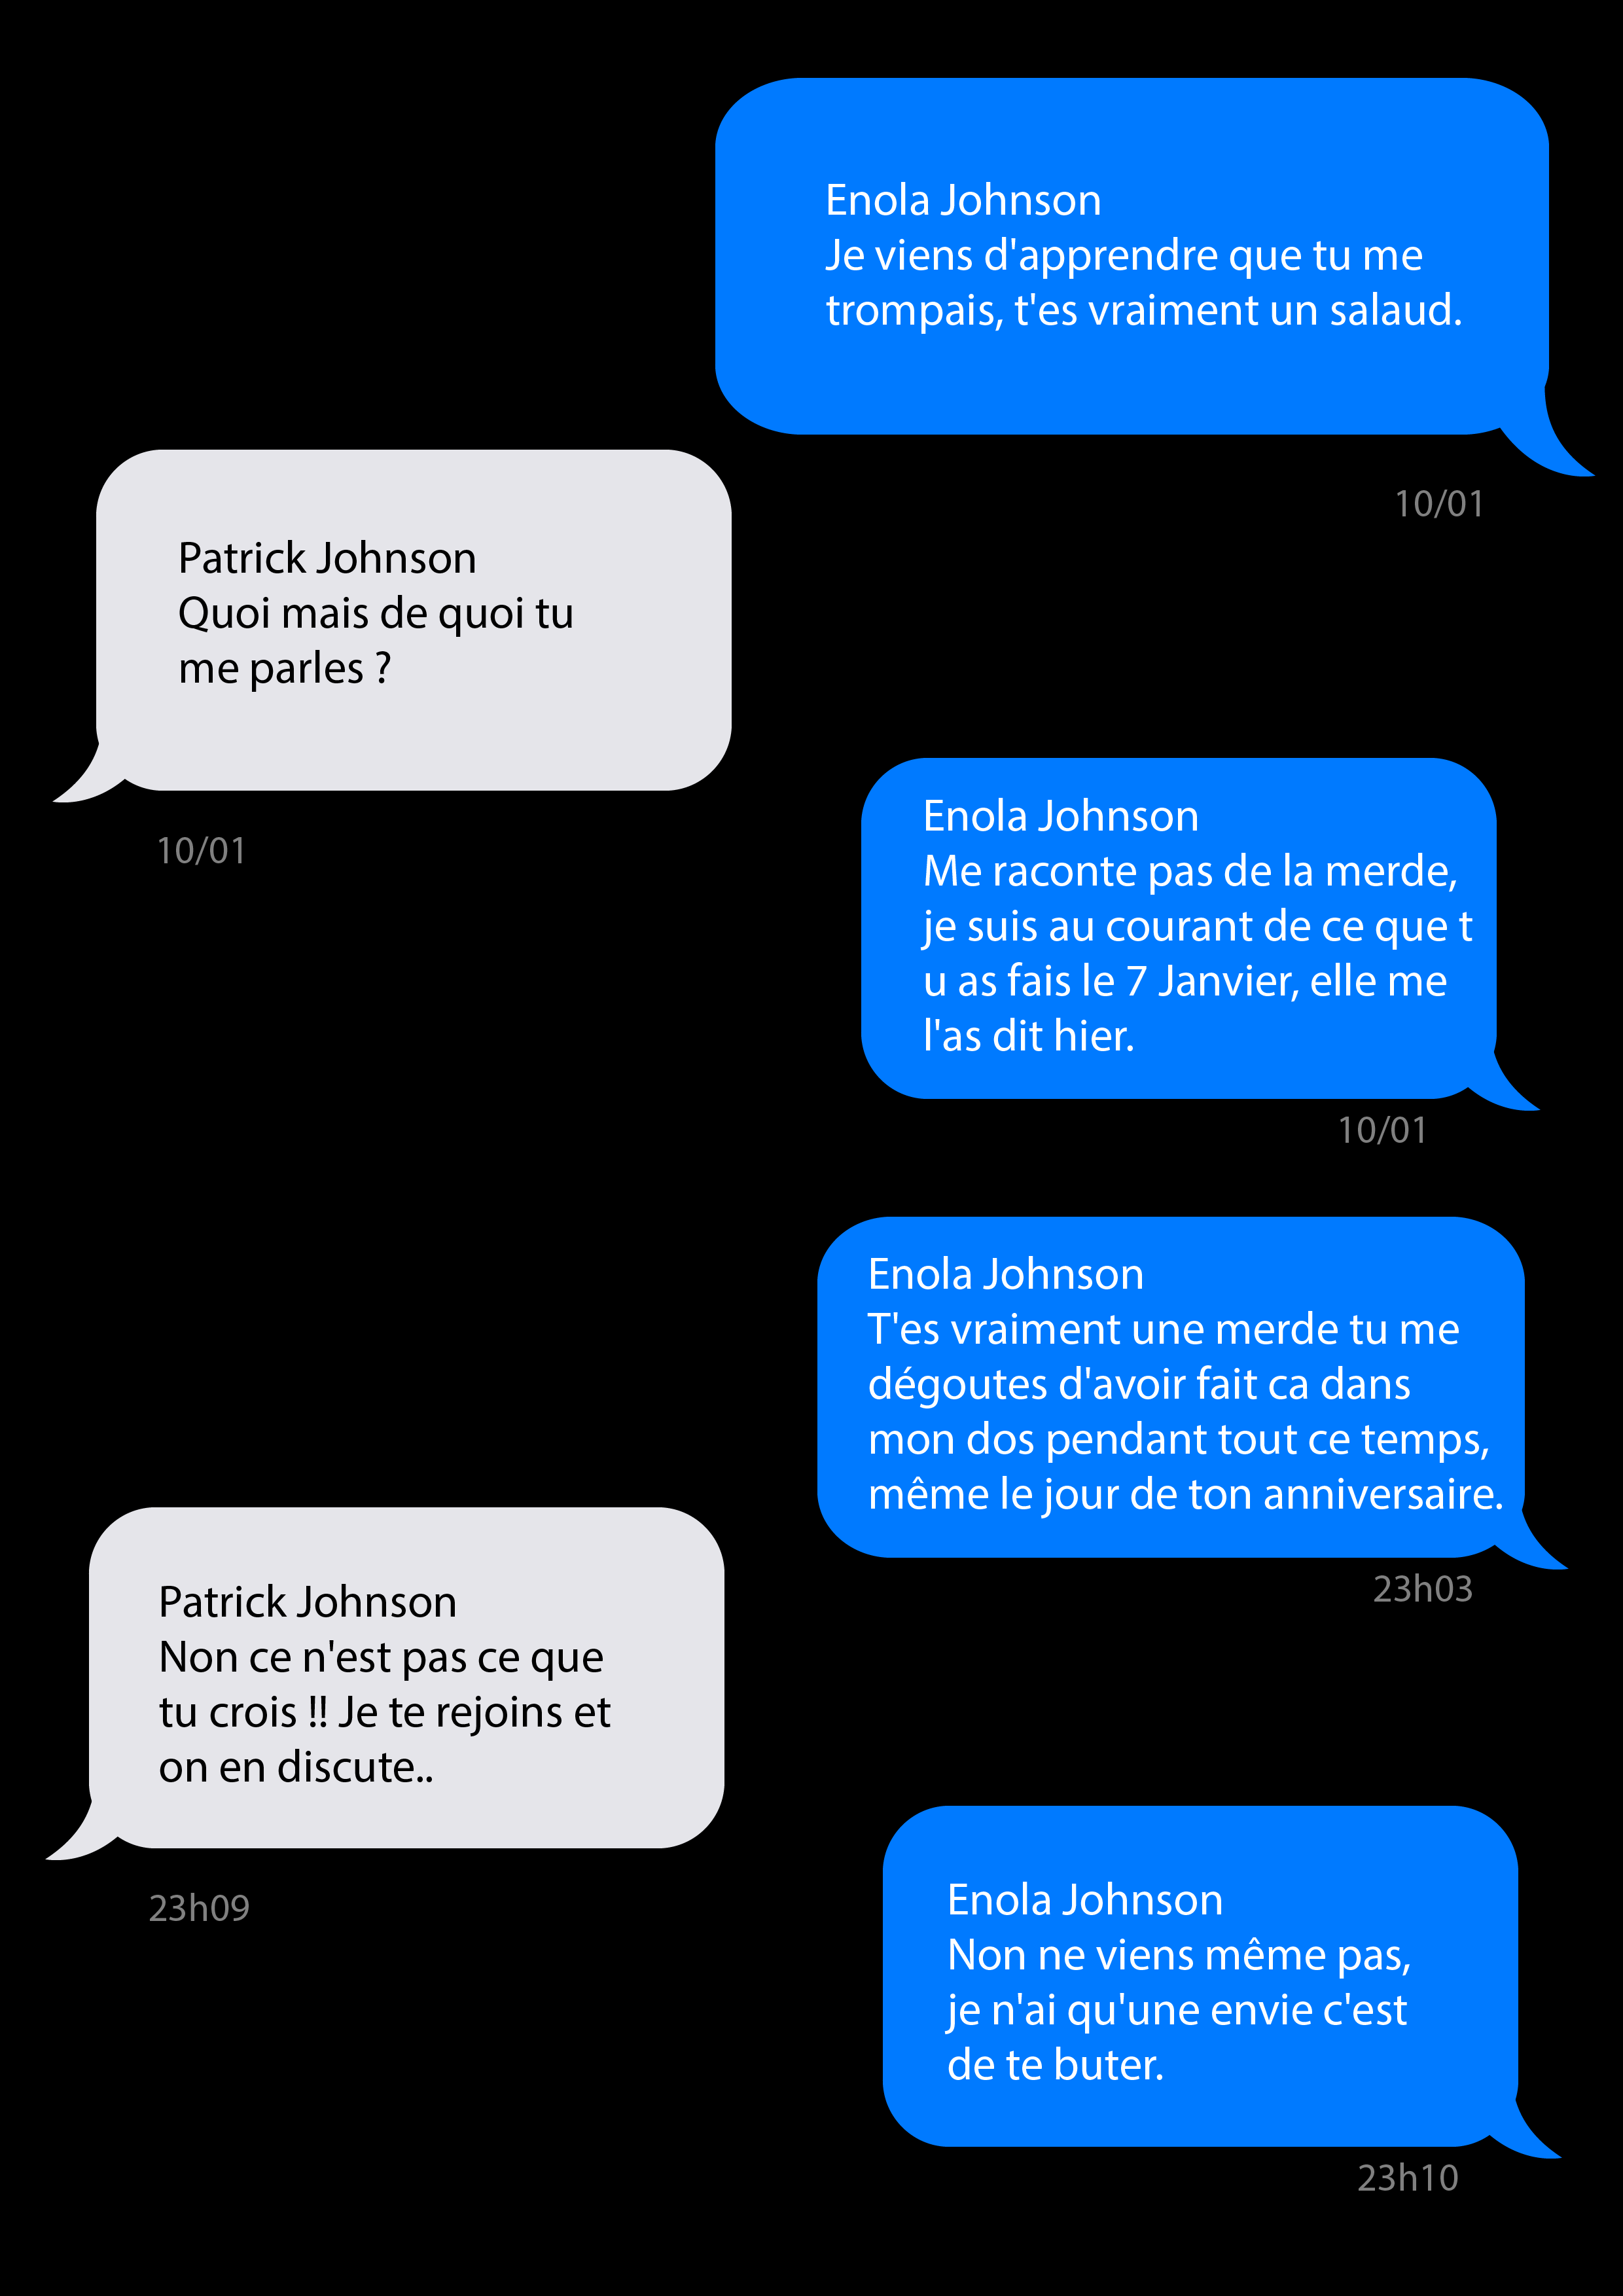 Enola Johnson
Je viens d'apprendre que tu me
trompais, t'es vraiment un salaud.
10/01
Patrick Johnson
Quoi mais de quoi tu
me parles ?
10/01
Enola Johnson
Me raconte pas de la merde,
je suis au courant de ce que t
u as fais le 7 Janvier, elle me
l'as dit hier.
10/01
Enola Johnson
T'es vraiment une merde tu me
dégoutes d'avoir fait ca dans
mon dos pendant tout ce temps,
même le jour de ton anniversaire.
23h03
Patrick Johnson
Non ce n'est pas ce que
tu crois !! Je te rejoins et
on en discute..
23h09
Enola Johnson
Non ne viens même pas,
je n'ai qu'une envie c'est
de te buter.
23h10